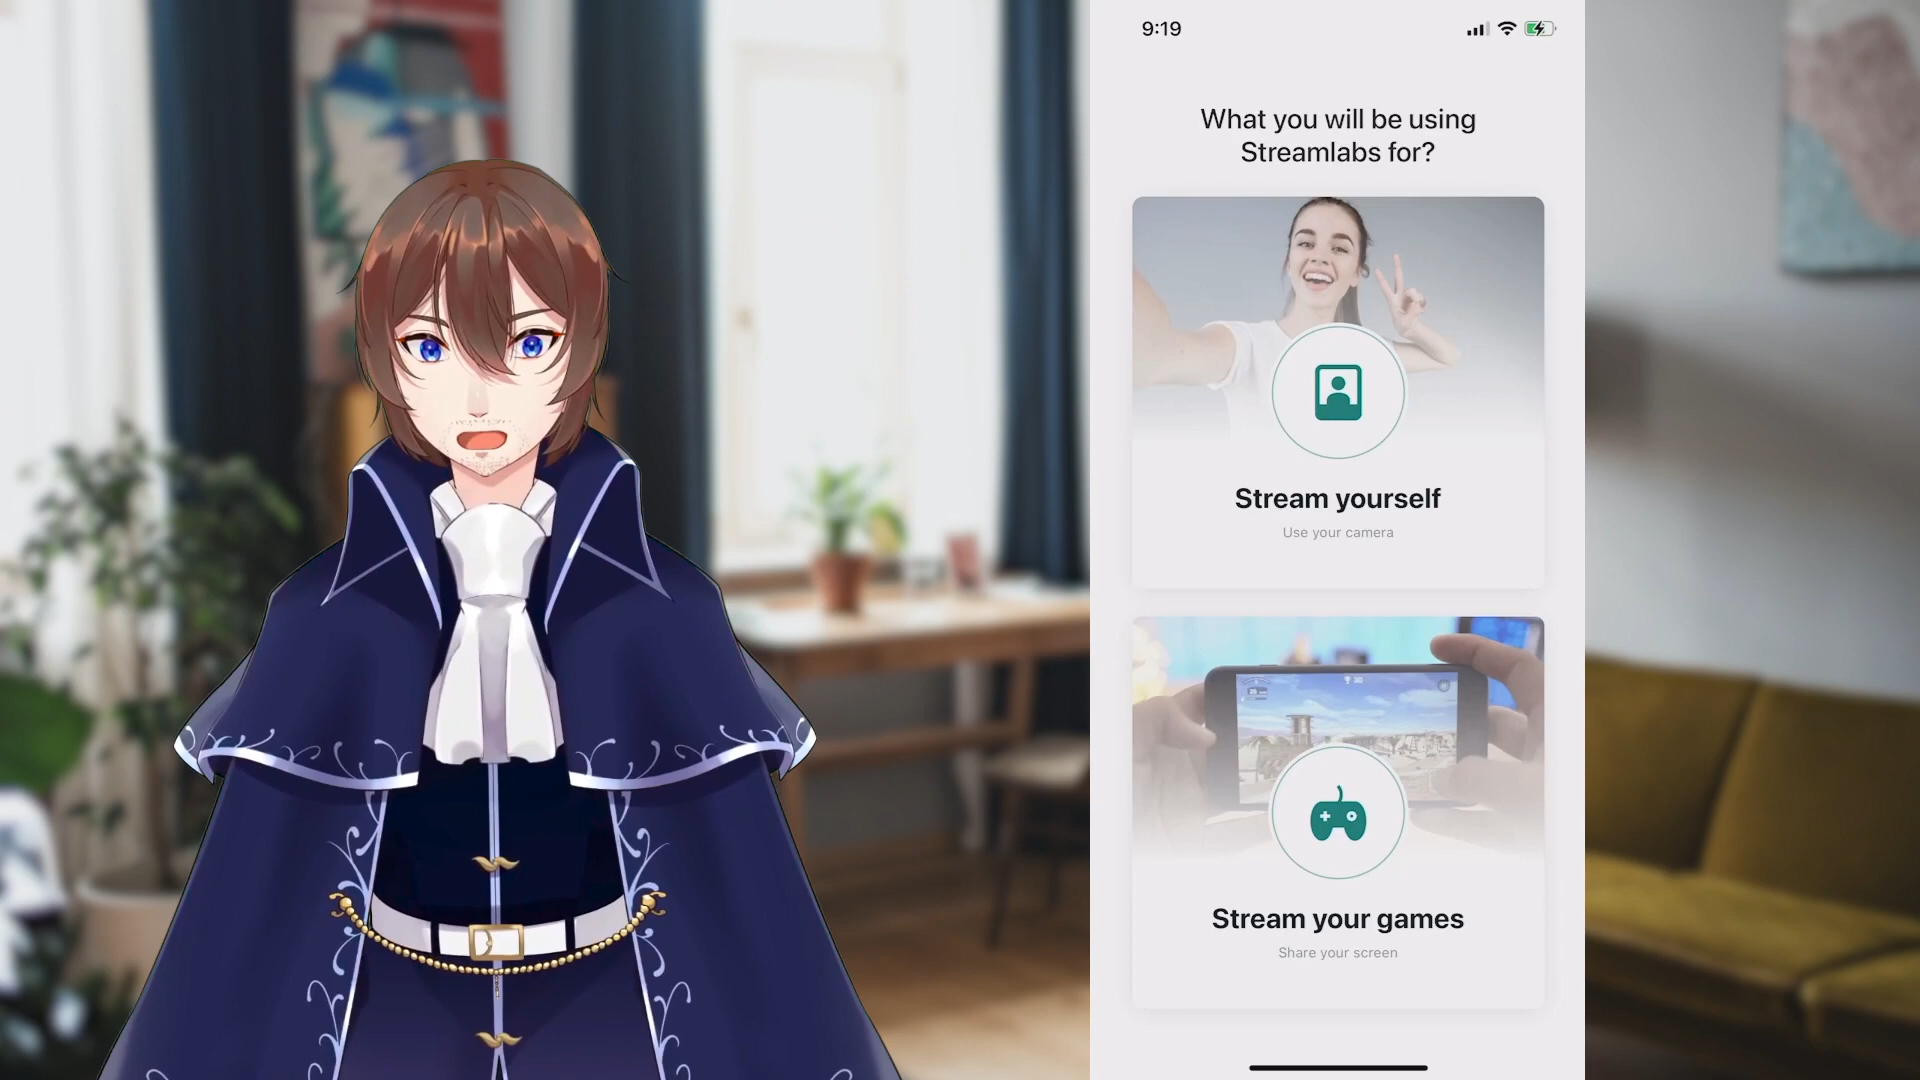 9:19
What you will be using
Streamlabs for?
Stream yourself
Use your camera
Stream your games
Share your screen